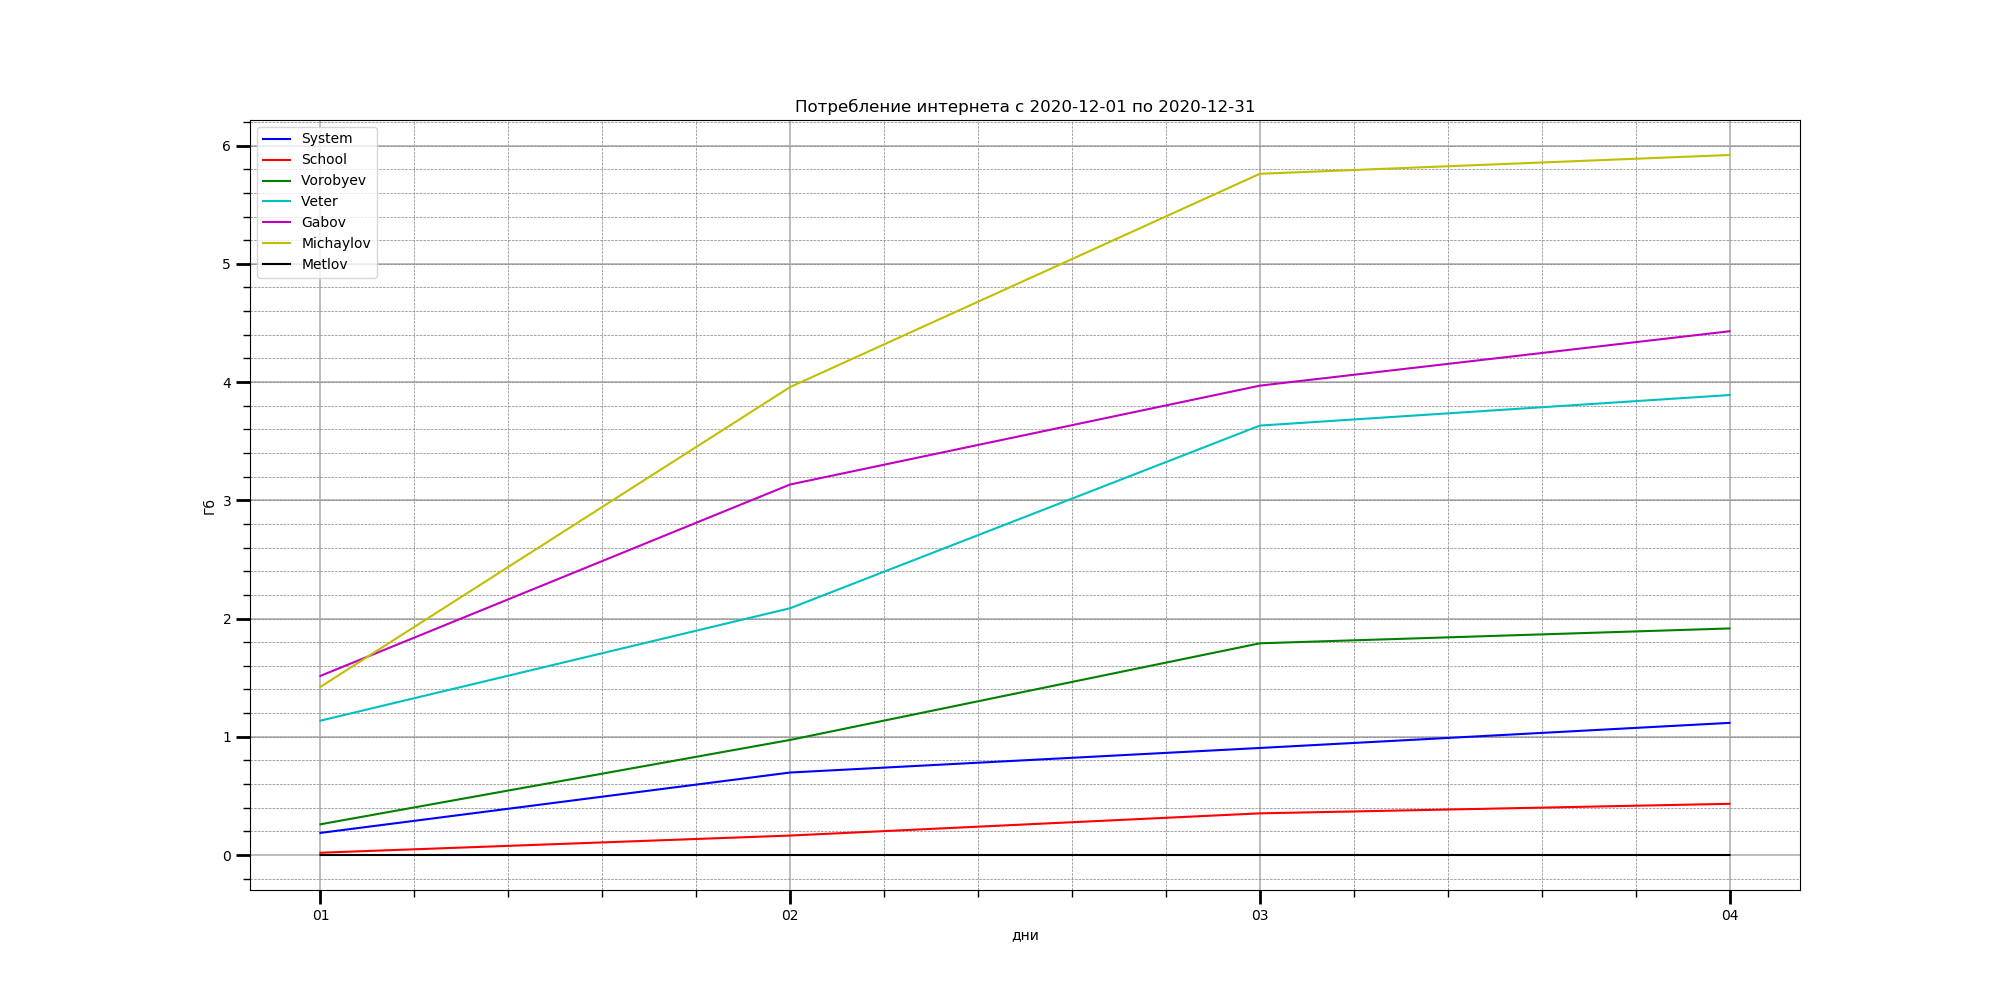 Потребление интернета с 2020-12-01 по 2020-12-31
System
School
Vorobyev
Veter
Gabov
Michaylov
Metlov
6
5
4
3
2
1
0
Гб
01 02 03 04
дни